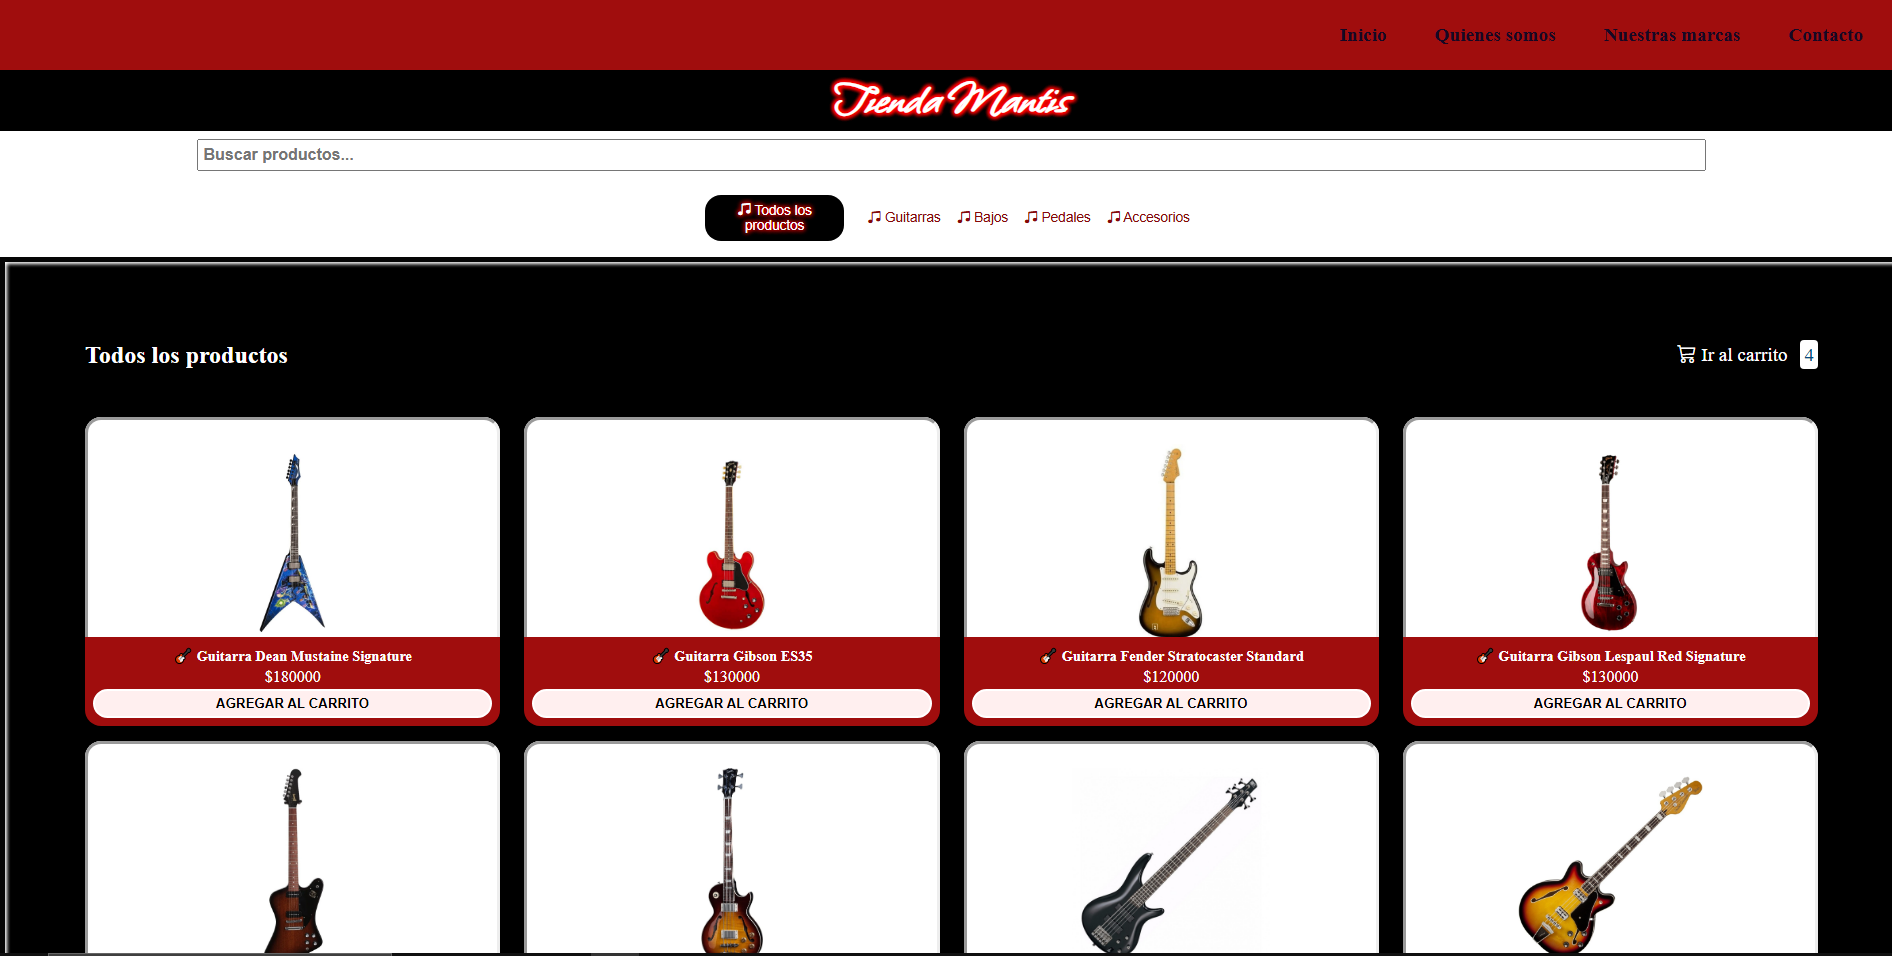 Inicio Quienes somos Nuestras marcas Contacto
Tienda Mantis
Buscar productos...
Todos los
productos
Guitarras Bajos Pedales Accesorios
Todos los productos
Ir al carrito 4
Guitarra Dean Mustaine Signature
$180000
AGREGAR AL CARRITO
Guitarra Gibson ES35
$130000
AGREGAR AL CARRITO
Guitarra Fender Stratocaster Standard
$120000
AGREGAR AL CARRITO
Guitarra Gibson Lespaul Red Signature
$130000
AGREGAR AL CARRITO